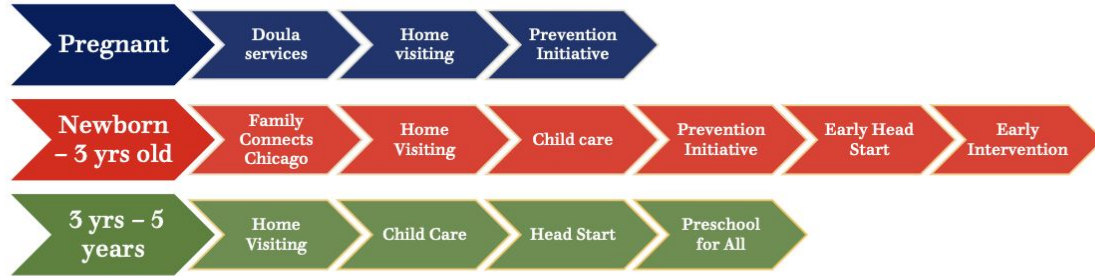 Pregnant
Doula
services
Home
visiting
Prevention
Initiative
Newborn
– 3 yrs old
Family
Connects
Chicago
Home
Visiting
Child care
Prevention
Initiative
Early Head
Start
Early
Intervention
3 yrs – 5
years
Home
Visiting
Child Care
Head Start
Preschool
for All